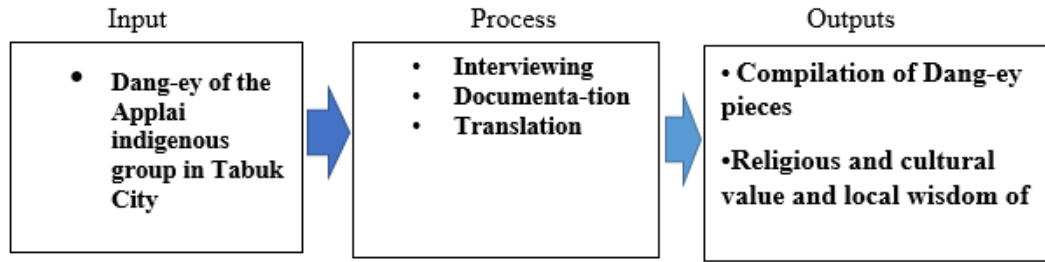 Input
Process
Outputs
• Dang-ey of the
Applai
indigenous
group in Tabuk
City
• Interviewing
• Documenta-tion
• Translation
• Compilation of Dang-ey
pieces
•Religious and cultural
value and local wisdom of